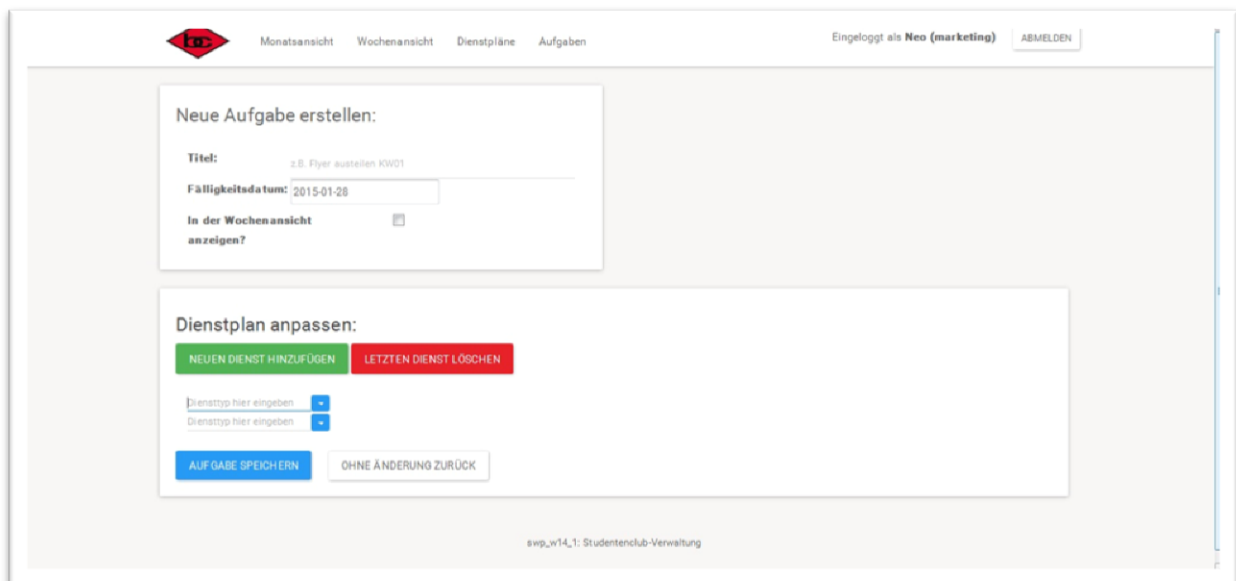 bc Monatsansicht Wochenansicht Dienstpläne Aufgaben Eingeloggt als Neo (marketing) ABMELDEN
Neue Aufgabe erstellen:
Titel: z.B. Flyer austeilen KW01
Fälligkeitsdatum: 2015-01-28
In der Wochenansicht
anzeigen?
Dienstplan anpassen:
NEUEN DIENST HINZUFÜGEN LETZTEN DIENST LÖSCHEN
Diensttyp hier eingeben
Diensttyp hier eingeben
AUFGABE SPEICHERN OHNE ÄNDERUNG ZURÜCK
swp_w14_1: Studentenclub-Verwaltung